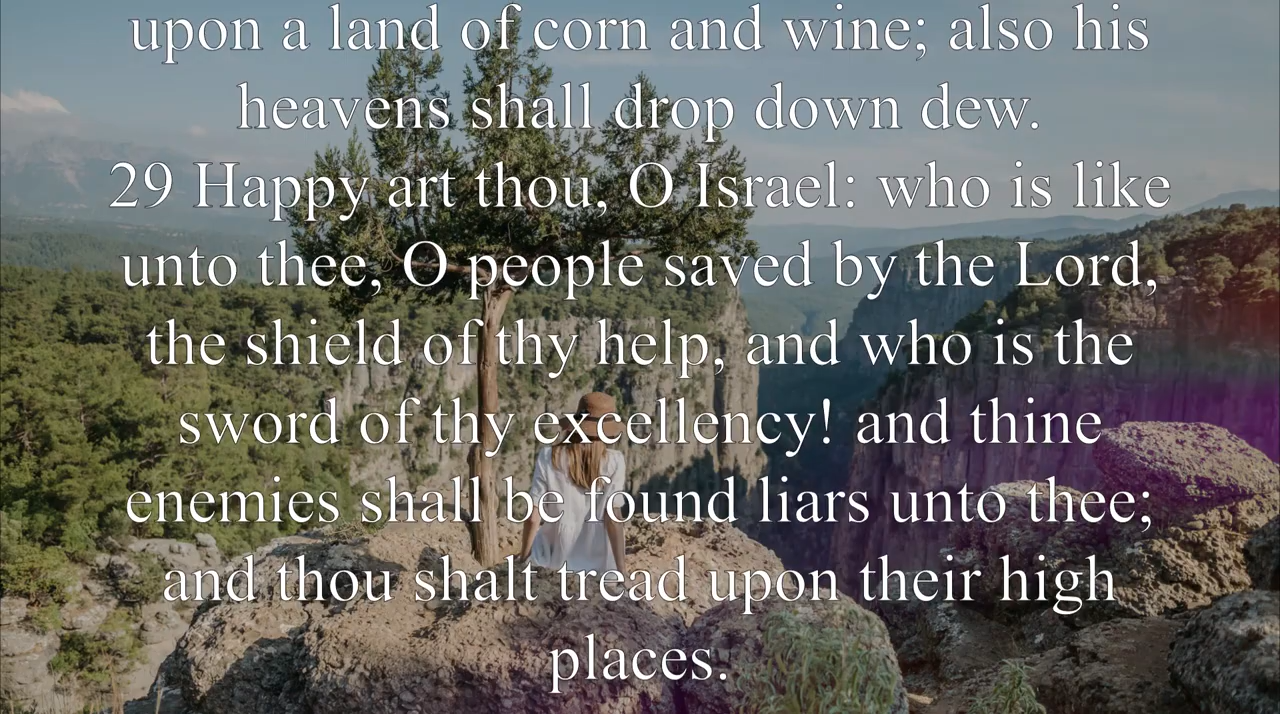 upon a land of corn and wine; also his
heavens shall drop down dew.
29 Happy art thou, O Israel: who is like
unto thee, O people saved by the Lord,
the shield of thy help, and who is the
sword of thy excellency! and thine
enemies shall be found liars unto thee;
and thou shalt tread upon their high
places.